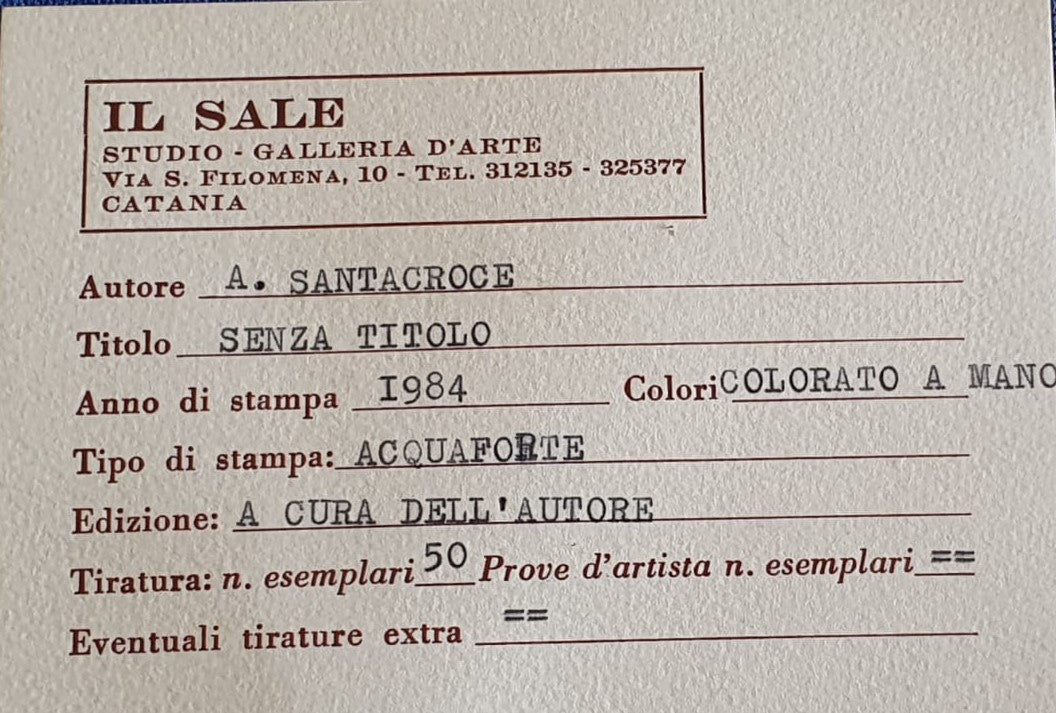 IL SALE
STUDIO - GALLERIA D'ARTE
VIA S. FILOMENA, 10 - TEL. 312135 - 325377
CATANIA
Autore A. SANTACROCE
Titolo SENZA TITOLO
Anno di stampa I984 Colori COLORATO A MANO
Tipo di stampa: ACQUAFORTE
Edizione: A CURA DELL'AUTORE
Tiratura: n. esemplari 50 Prove d'artista n. esemplari ==
Eventuali tirature extra ==